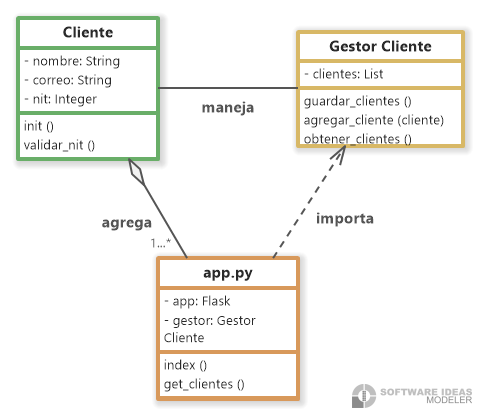 Cliente
- nombre: String
- correo: String
- nit: Integer
init ()
validar_nit ()
maneja
Gestor Cliente
- clientes: List
guardar_clientes ()
agregar_cliente (cliente)
obtener_clientes ()
agrega
1...*
importa
app.py
- app: Flask
- gestor: Gestor
Cliente
index ()
get_clientes ()
SOFTWARE IDEAS
MODELER